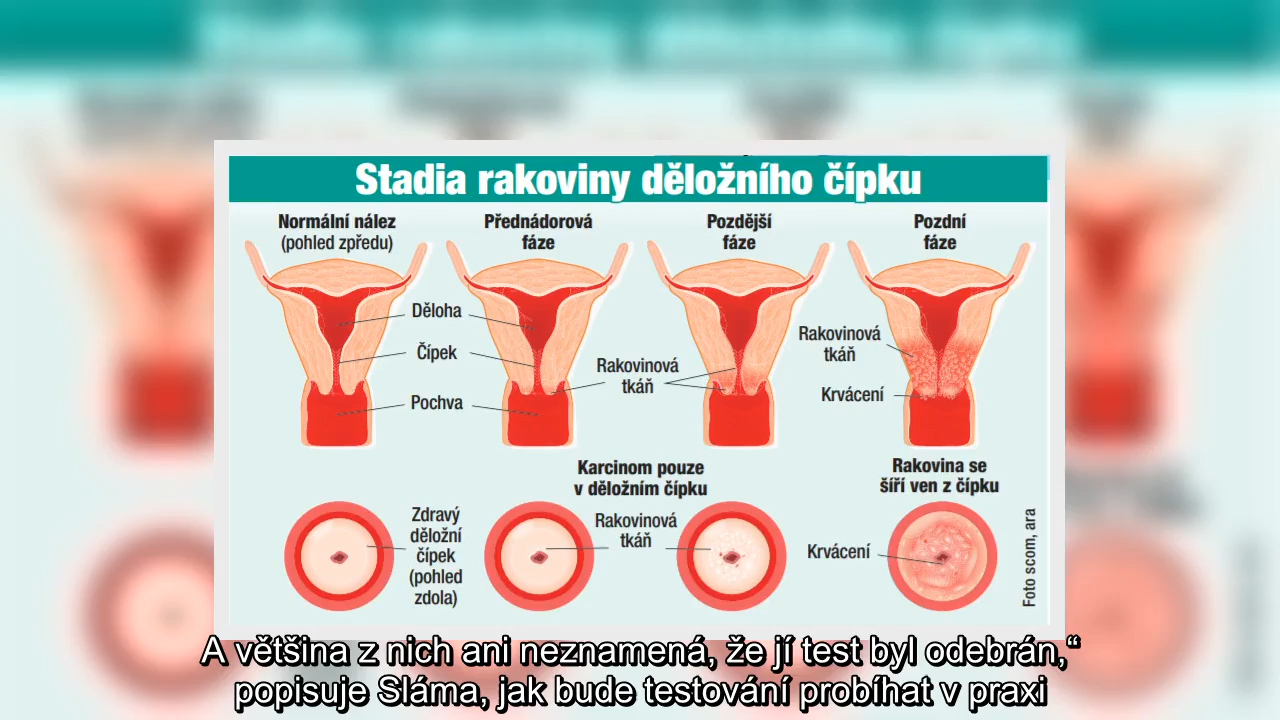 Stadia rakoviny děložního čípku
Normální nález
(pohled zpředu)
Přednádorová
fáze
Pozdější
fáze
Pozdní
fáze
Děloha
Čípek
Pochva
Rakovinová
tkáň
Rakovinová
tkáň
Krvácení
Karcinom pouze
v děložním čípku
Rakovina se
šíří ven z čípku
Zdravý
děložní
čípek
(pohled
zdola)
Rakovinová
tkáň
Krvácení
Foto scom, ara
A většina z nich ani neznamená, že jí test byl odebrán,“
popisuje Sláma, jak bude testování probíhat v praxi